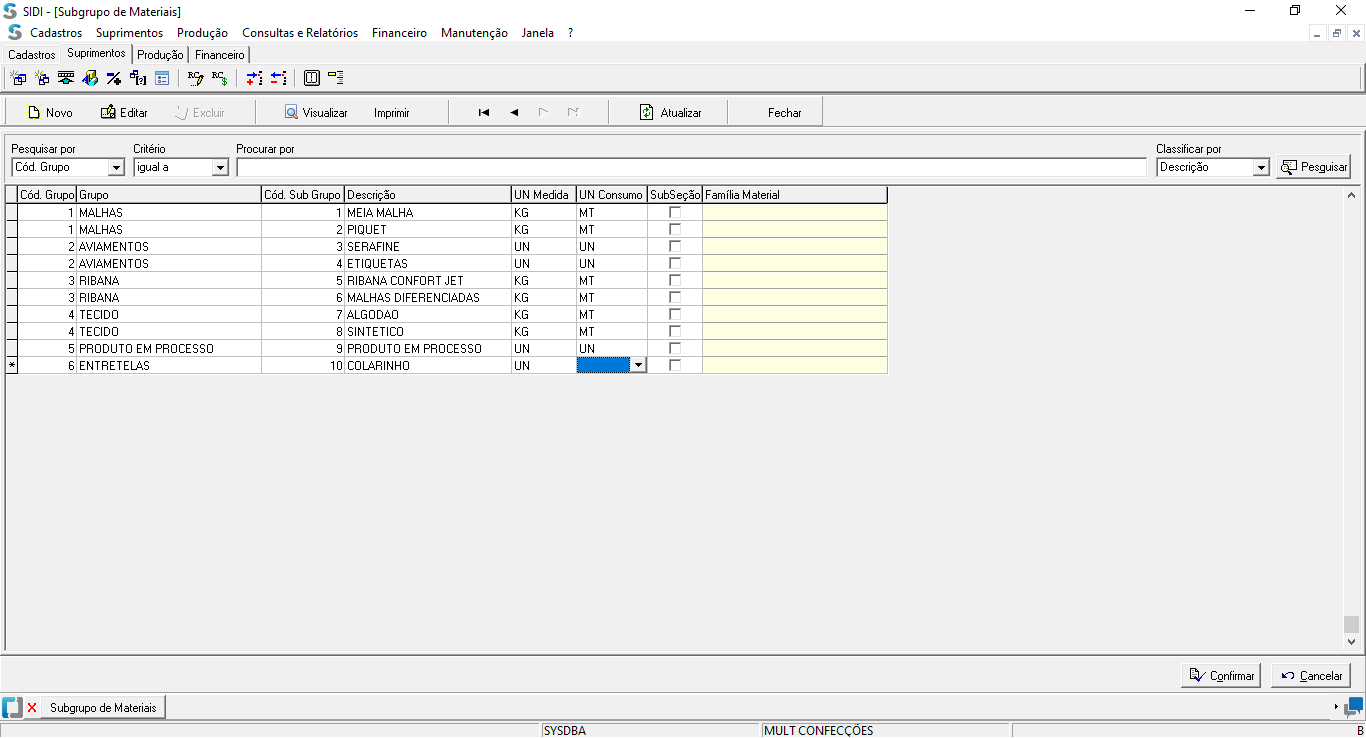 SIDI - [Subgrupo de Materiais]
Cadastros Suprimentos Produção Consultas e Relatórios Financeiro Manutenção Janela ?
Cadastros Suprimentos Produção Financeiro
Novo Editar Excluir Visualizar Imprimir Atualizar Fechar
Pesquisar por Critério Procurar por Classificar por
Cód. Grupo igual a Descrição Pesquisar
Cód. Grupo Grupo Cód. Sub Grupo Descrição UN Medida UN Consumo SubSeção Família Material
1 MALHAS 1 MEIA MALHA KG MT
1 MALHAS 2 PIQUET KG MT
2 AVIAMENTOS 3 SERAFINE UN UN
2 AVIAMENTOS 4 ETIQUETAS UN UN
3 RIBANA 5 RIBANA CONFORT JET KG MT
3 RIBANA 6 MALHAS DIFERENCIADAS KG MT
4 TECIDO 7 ALGODAO KG MT
4 TECIDO 8 SINTETICO KG MT
5 PRODUTO EM PROCESSO 9 PRODUTO EM PROCESSO UN UN
* 6 ENTRETELAS 10 COLARINHO UN
Confirmar Cancelar
Subgrupo de Materiais
SYSDBA MULT CONFECÇÕES B